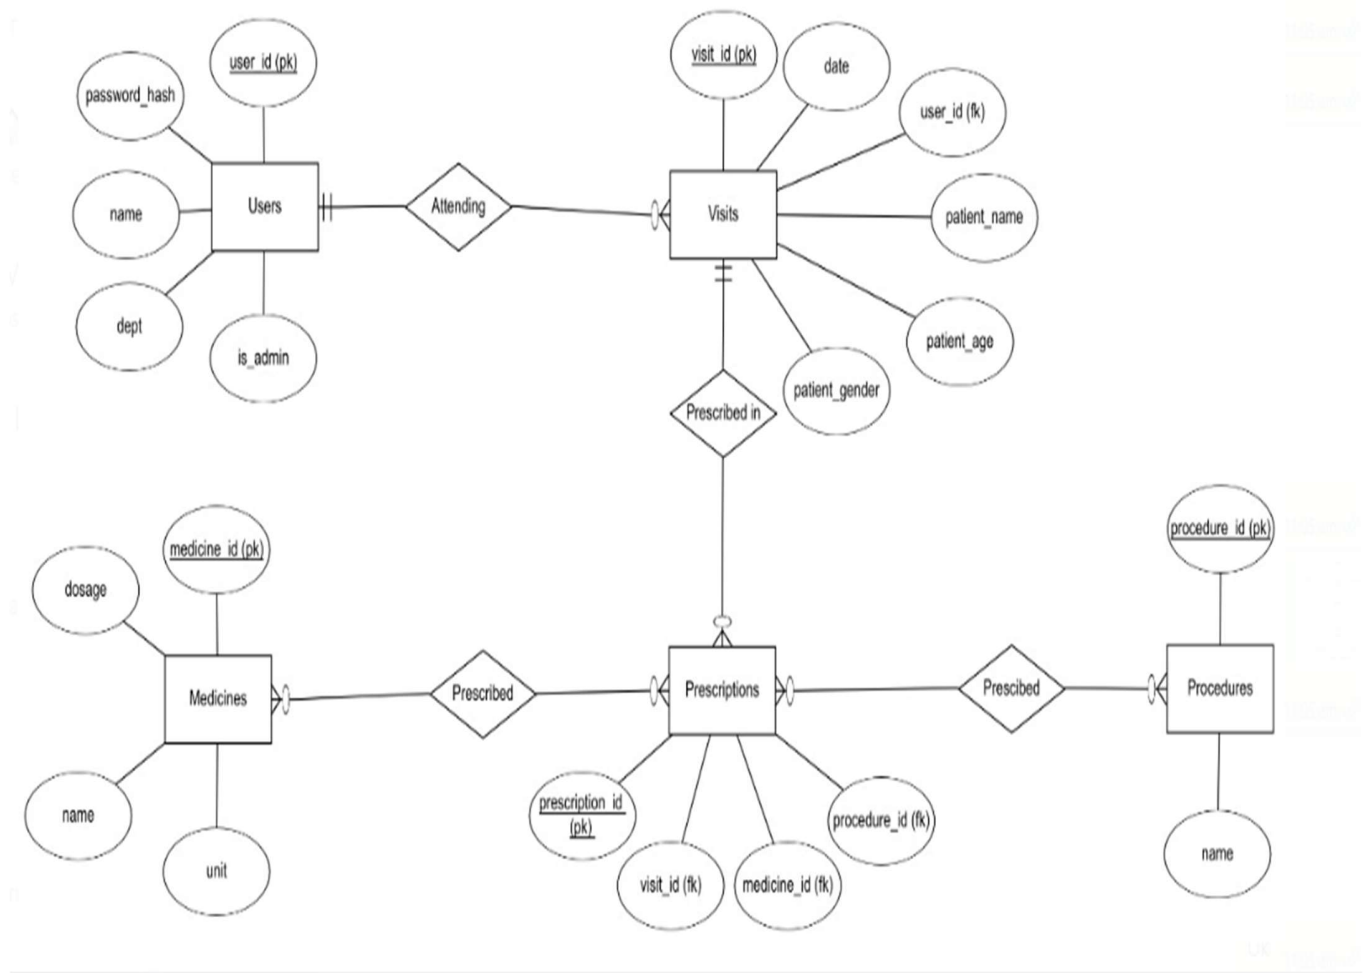 user_id (pk)
password_hash
name
dept
is_admin
Users
Attending
visit_id (pk)
date
user_id (fk)
patient_name
patient_age
patient_gender
Visits
Prescribed in
medicine_id (pk)
dosage
name
unit
Medicines
Prescribed
Prescriptions
prescription_id
(pk)
visit_id (fk)
medicine_id (fk)
procedure_id (fk)
Prescibed
procedure_id (pk)
Procedures
name